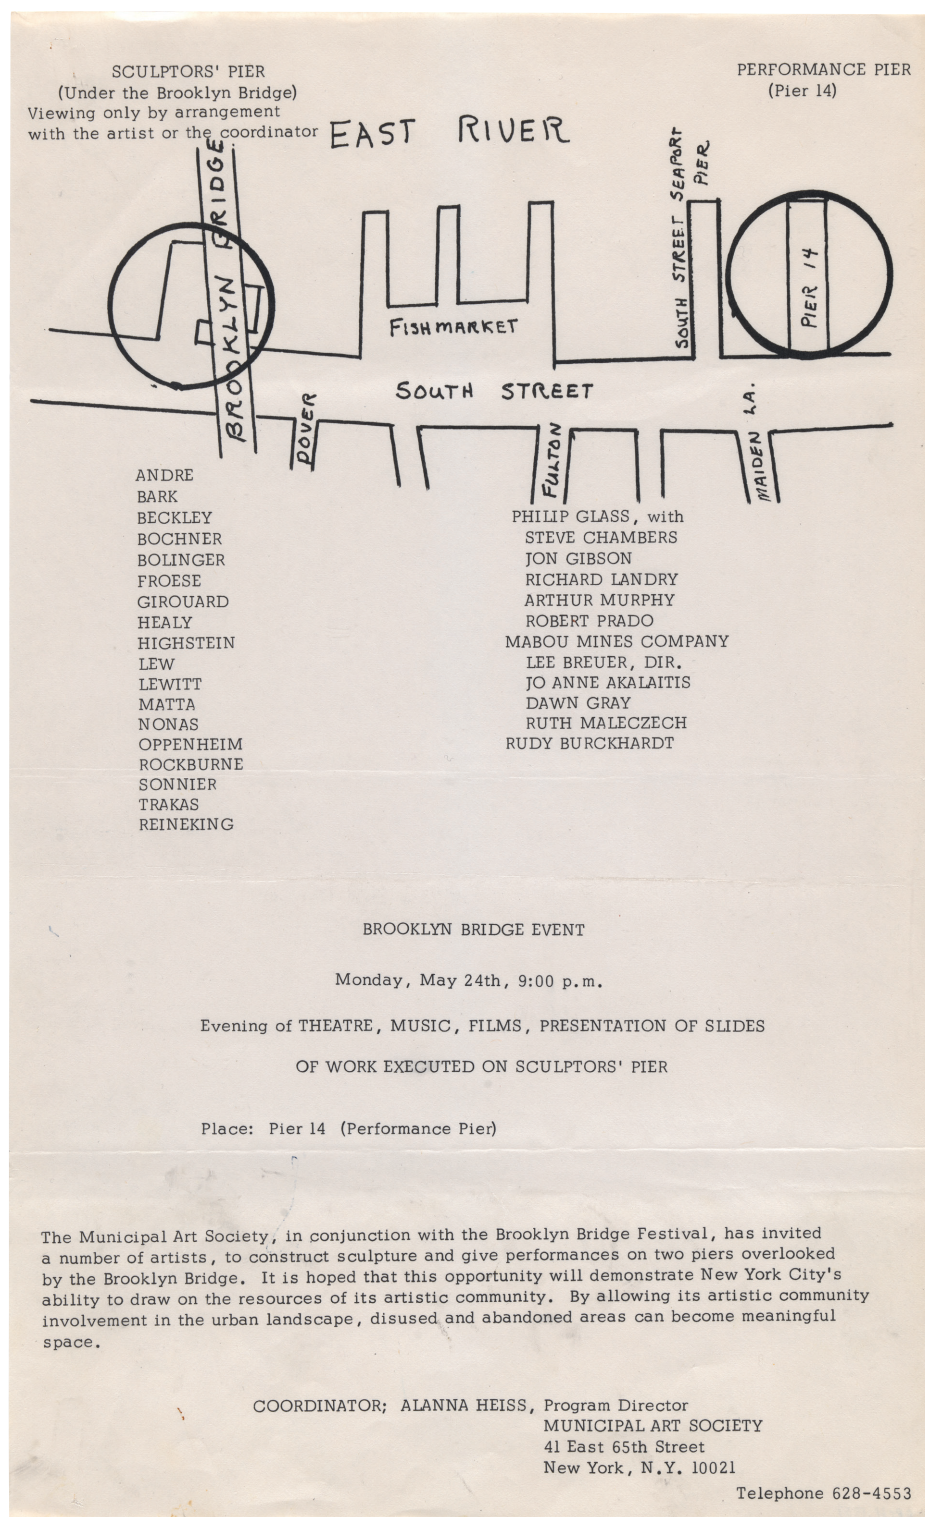 SCULPTORS' PIER
(Under the Brooklyn Bridge)
Viewing only by arrangement
with the artist or the coordinator
PERFORMANCE PIER
(Pier 14)
EAST RIVER
BROOKLYN BRIDGE
FISHMARKET
SOUTH STREET SEAPORT
PIER
PIER 14
SOUTH STREET
DOVER
FULTON
MAIDEN LA.
ANDRE
BARK
BECKLEY
BOCHNER
BOLINGER
FROESE
GIROUARD
HEALY
HIGHSTEIN
LEW
LEWITT
MATTA
NONAS
OPPENHEIM
ROCKBURNE
SONNIER
TRAKAS
REINEKING
PHILIP GLASS, with
STEVE CHAMBERS
JON GIBSON
RICHARD LANDRY
ARTHUR MURPHY
ROBERT PRADO
MABOU MINES COMPANY
LEE BREUER, DIR.
JO ANNE AKALAITIS
DAWN GRAY
RUTH MALECZECH
RUDY BURCKHARDT
BROOKLYN BRIDGE EVENT
Monday, May 24th, 9:00 p.m.
Evening of THEATRE, MUSIC, FILMS, PRESENTATION OF SLIDES
OF WORK EXECUTED ON SCULPTORS' PIER
Place: Pier 14 (Performance Pier)
The Municipal Art Society, in conjunction with the Brooklyn Bridge Festival, has invited
a number of artists, to construct sculpture and give performances on two piers overlooked
by the Brooklyn Bridge. It is hoped that this opportunity will demonstrate New York City's
ability to draw on the resources of its artistic community. By allowing its artistic community
involvement in the urban landscape, disused and abandoned areas can become meaningful
space.
COORDINATOR; ALANNA HEISS, Program Director
MUNICIPAL ART SOCIETY
41 East 65th Street
New York, N.Y. 10021
Telephone 628-4553